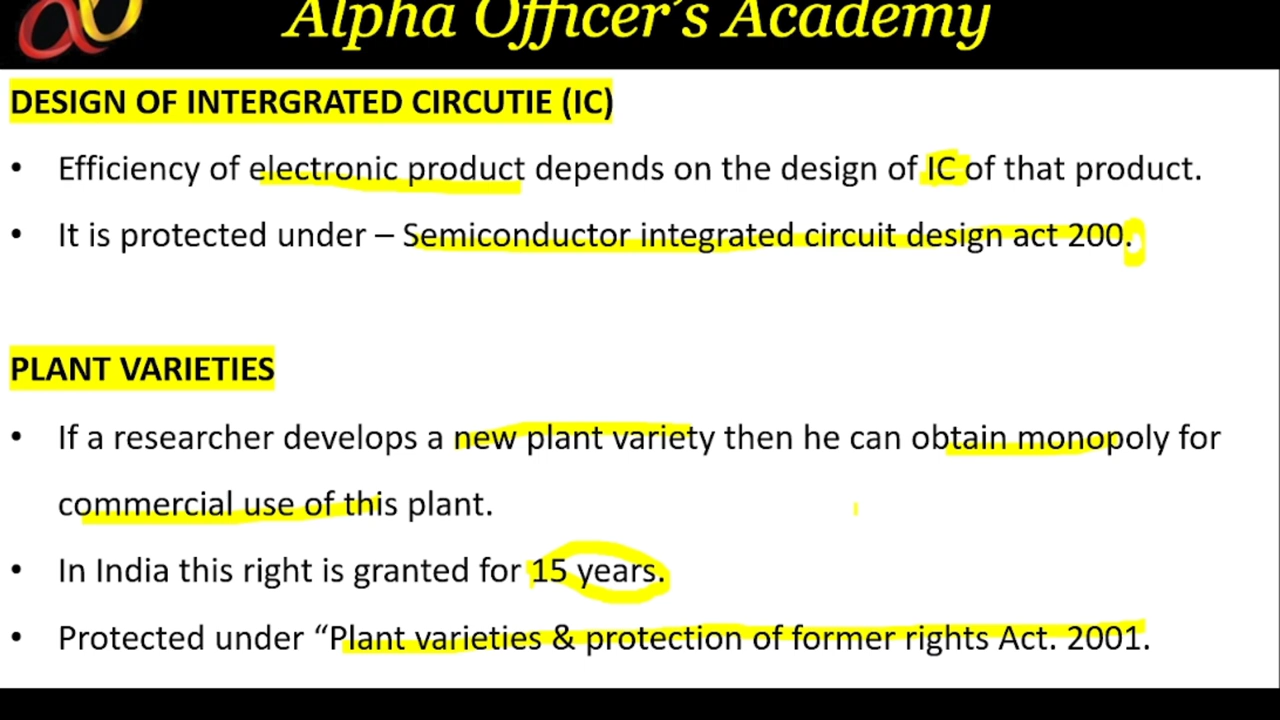 Alpha Officer's Academy
DESIGN OF INTERGRATED CIRCUTIE (IC)
• Efficiency of electronic product depends on the design of IC of that product.
• It is protected under – Semiconductor integrated circuit design act 200.
PLANT VARIETIES
• If a researcher develops a new plant variety then he can obtain monopoly for
commercial use of this plant.
• In India this right is granted for 15 years.
• Protected under “Plant varieties & protection of former rights Act. 2001.